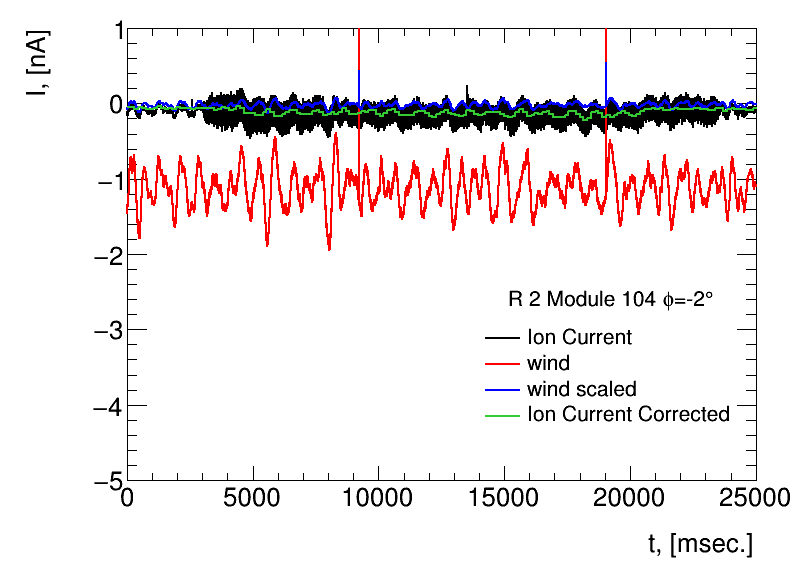 I, [nA]
1
0
−1
−2
−3
−4
−5
R 2 Module 104 ϕ=-2°
Ion Current
wind
wind scaled
Ion Current Corrected
0 5000 10000 15000 20000 25000
t, [msec.]